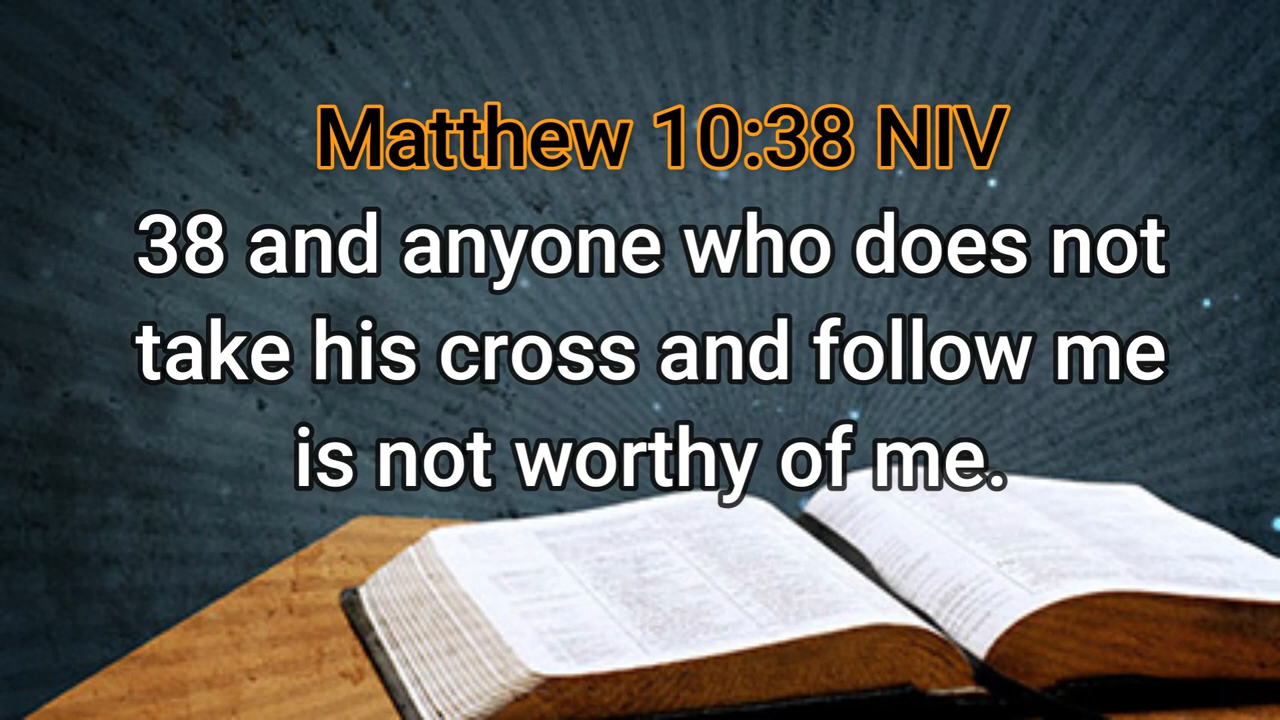 Matthew 10:38 NIV
38 and anyone who does not
take his cross and follow me
is not worthy of me.